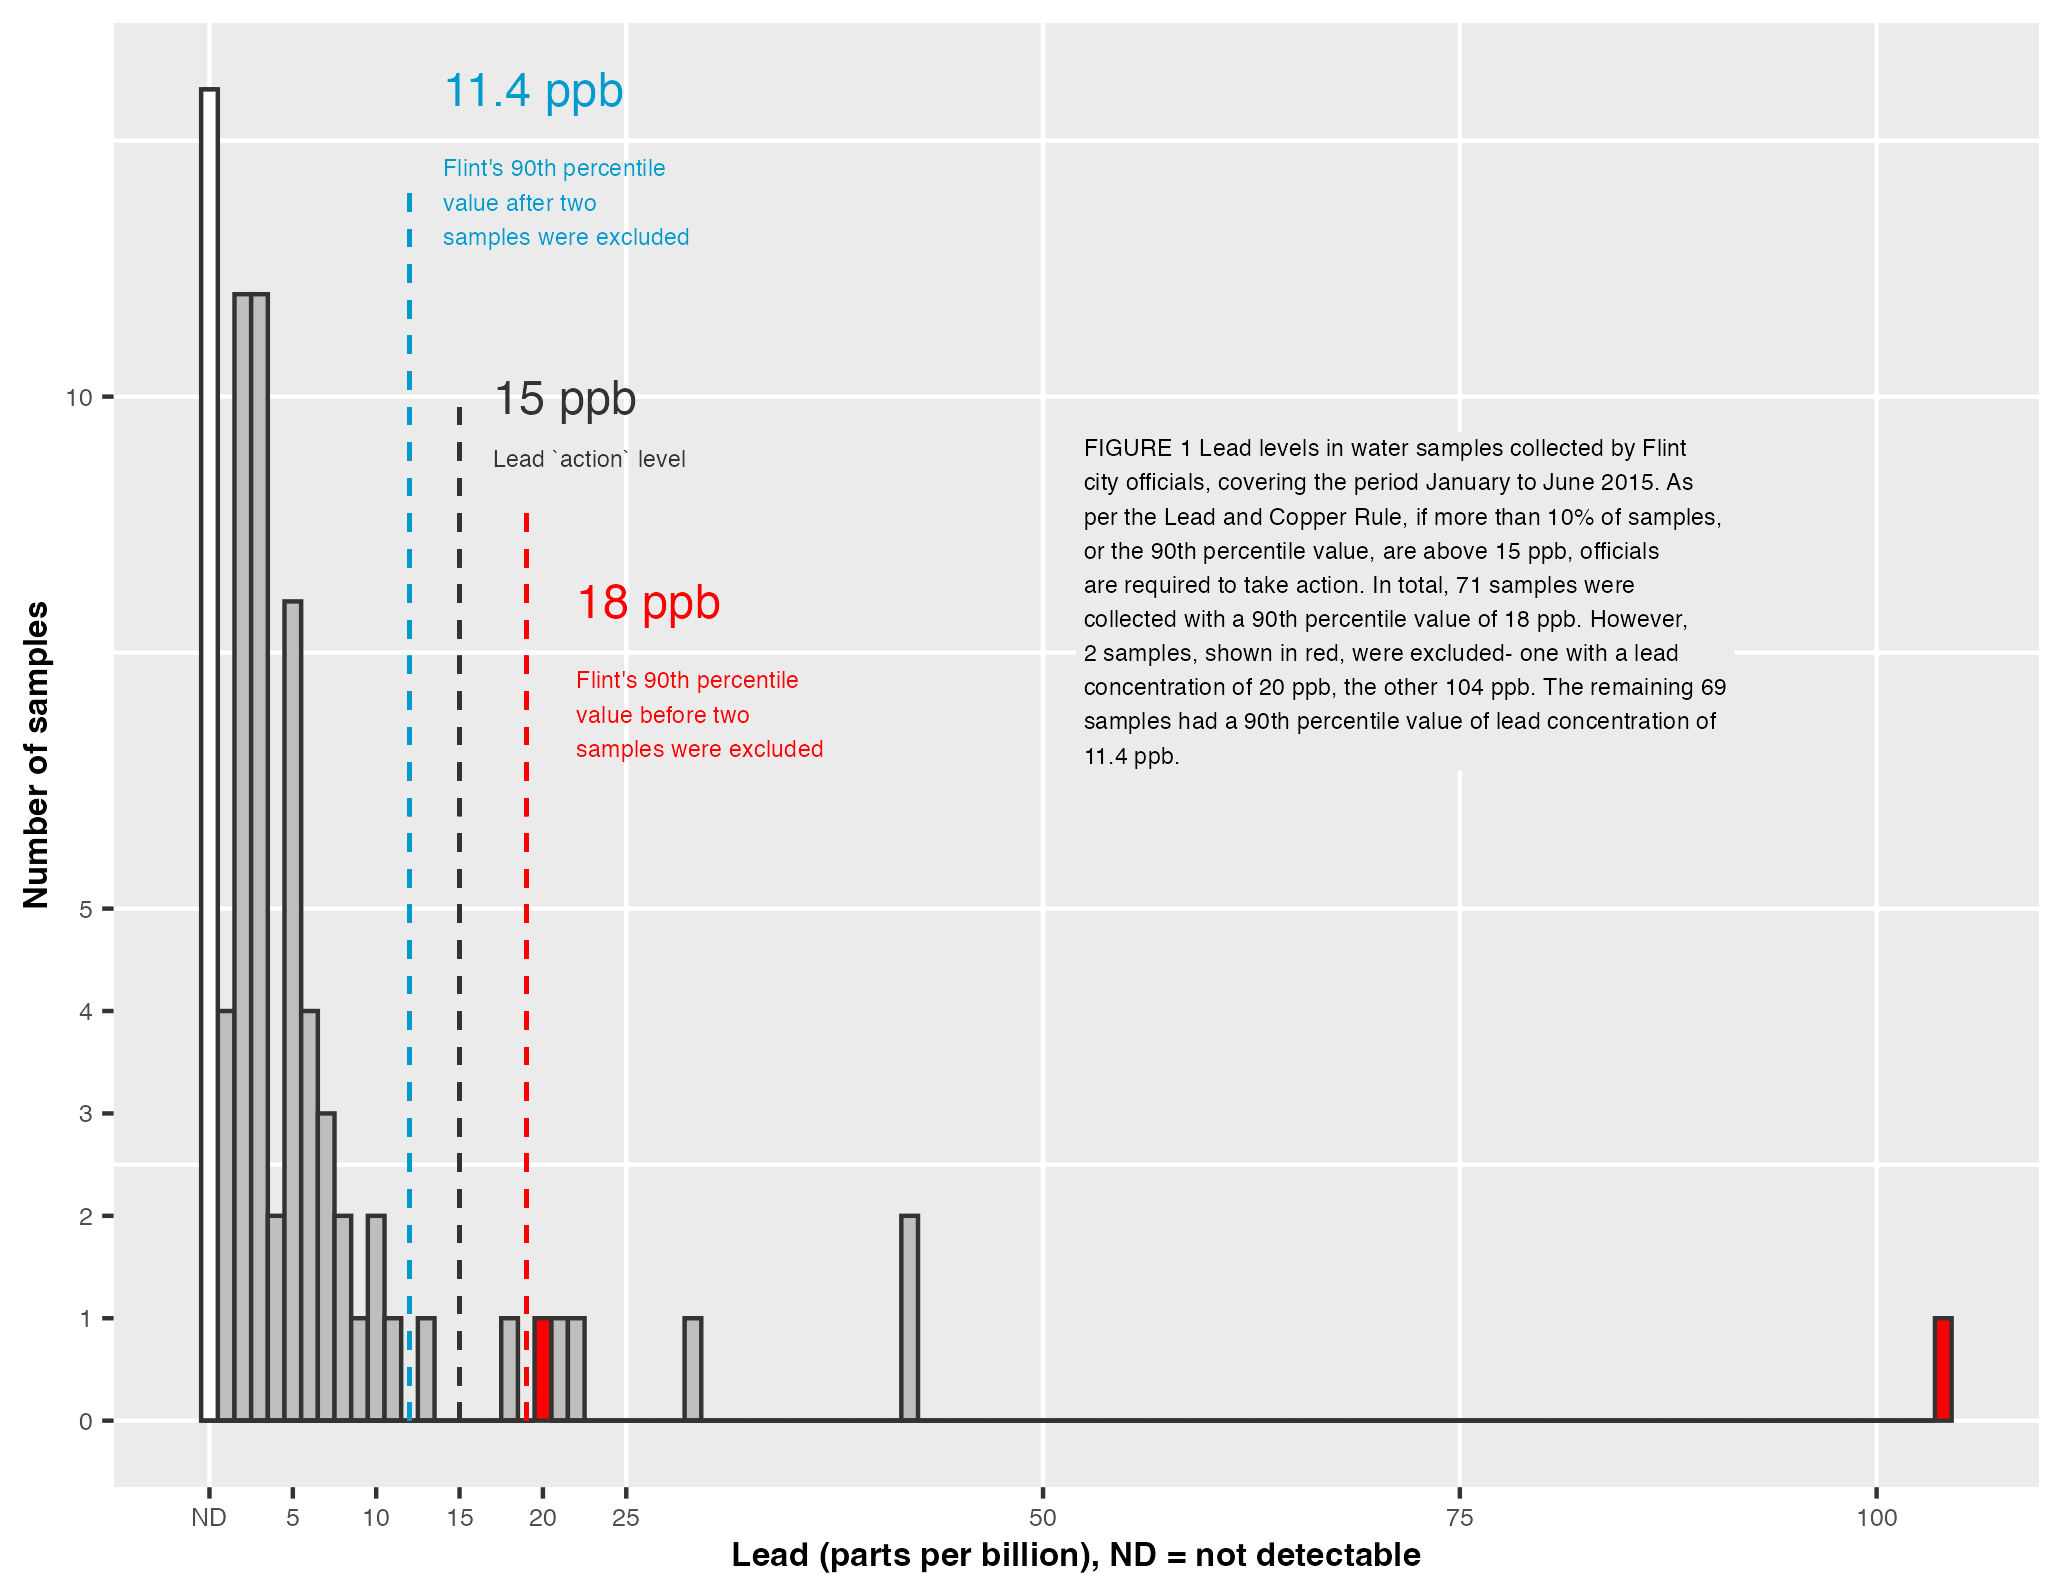 11.4 ppb
Flint's 90th percentile
value after two
samples were excluded
15 ppb
Lead `action` level
18 ppb
Flint's 90th percentile
value before two
samples were excluded
FIGURE 1 Lead levels in water samples collected by Flint
city officials, covering the period January to June 2015. As
per the Lead and Copper Rule, if more than 10% of samples,
or the 90th percentile value, are above 15 ppb, officials
are required to take action. In total, 71 samples were
collected with a 90th percentile value of 18 ppb. However,
2 samples, shown in red, were excluded- one with a lead
concentration of 20 ppb, the other 104 ppb. The remaining 69
samples had a 90th percentile value of lead concentration of
11.4 ppb.
Number of samples
10
5
4
3
2
1
0
ND 5 10 15 20 25 50 75 100
Lead (parts per billion), ND = not detectable